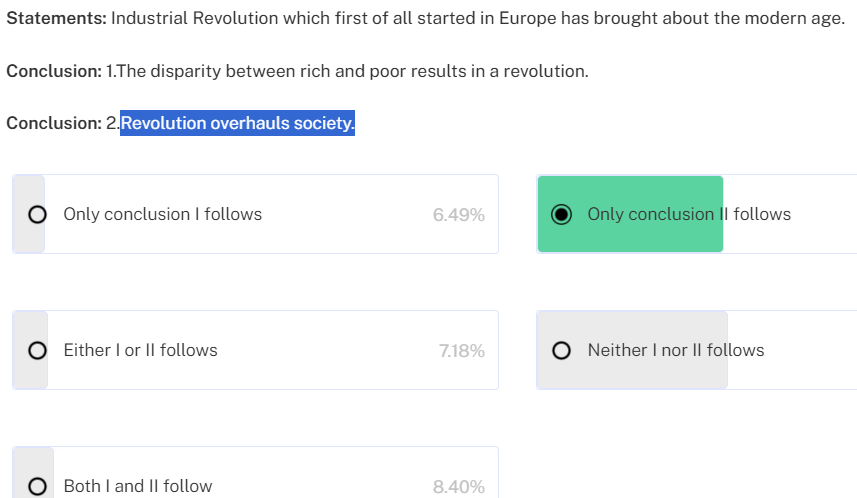 Statements: Industrial Revolution which first of all started in Europe has brought about the modern age.
Conclusion: 1.The disparity between rich and poor results in a revolution.
Conclusion: 2.Revolution overhauls society.
Only conclusion I follows 6.49%
Only conclusion II follows
Either I or II follows 7.18%
Neither I nor II follows
Both I and II follow 8.40%